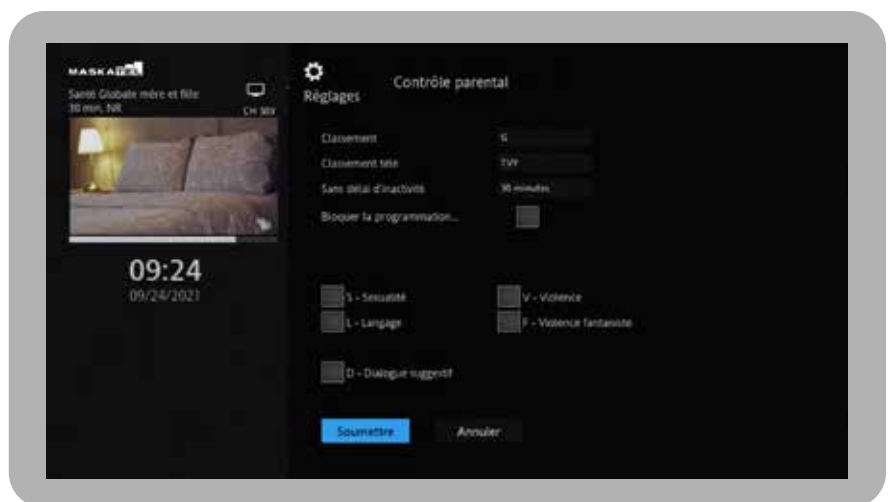 MASKATEL
Santé Globale mère et fille
30 min, NR
CH 
09:24
09/24/2021
Réglages
Contrôle parental
Classement G
Classement télé TVY
Sans délai d'inactivité 30 minutes
Bloquer la programmation...
S - Sexualité
V - Violence
L - Langage
F - Violence fantaisiste
D - Dialogue suggestif
Soumettre
Annuler